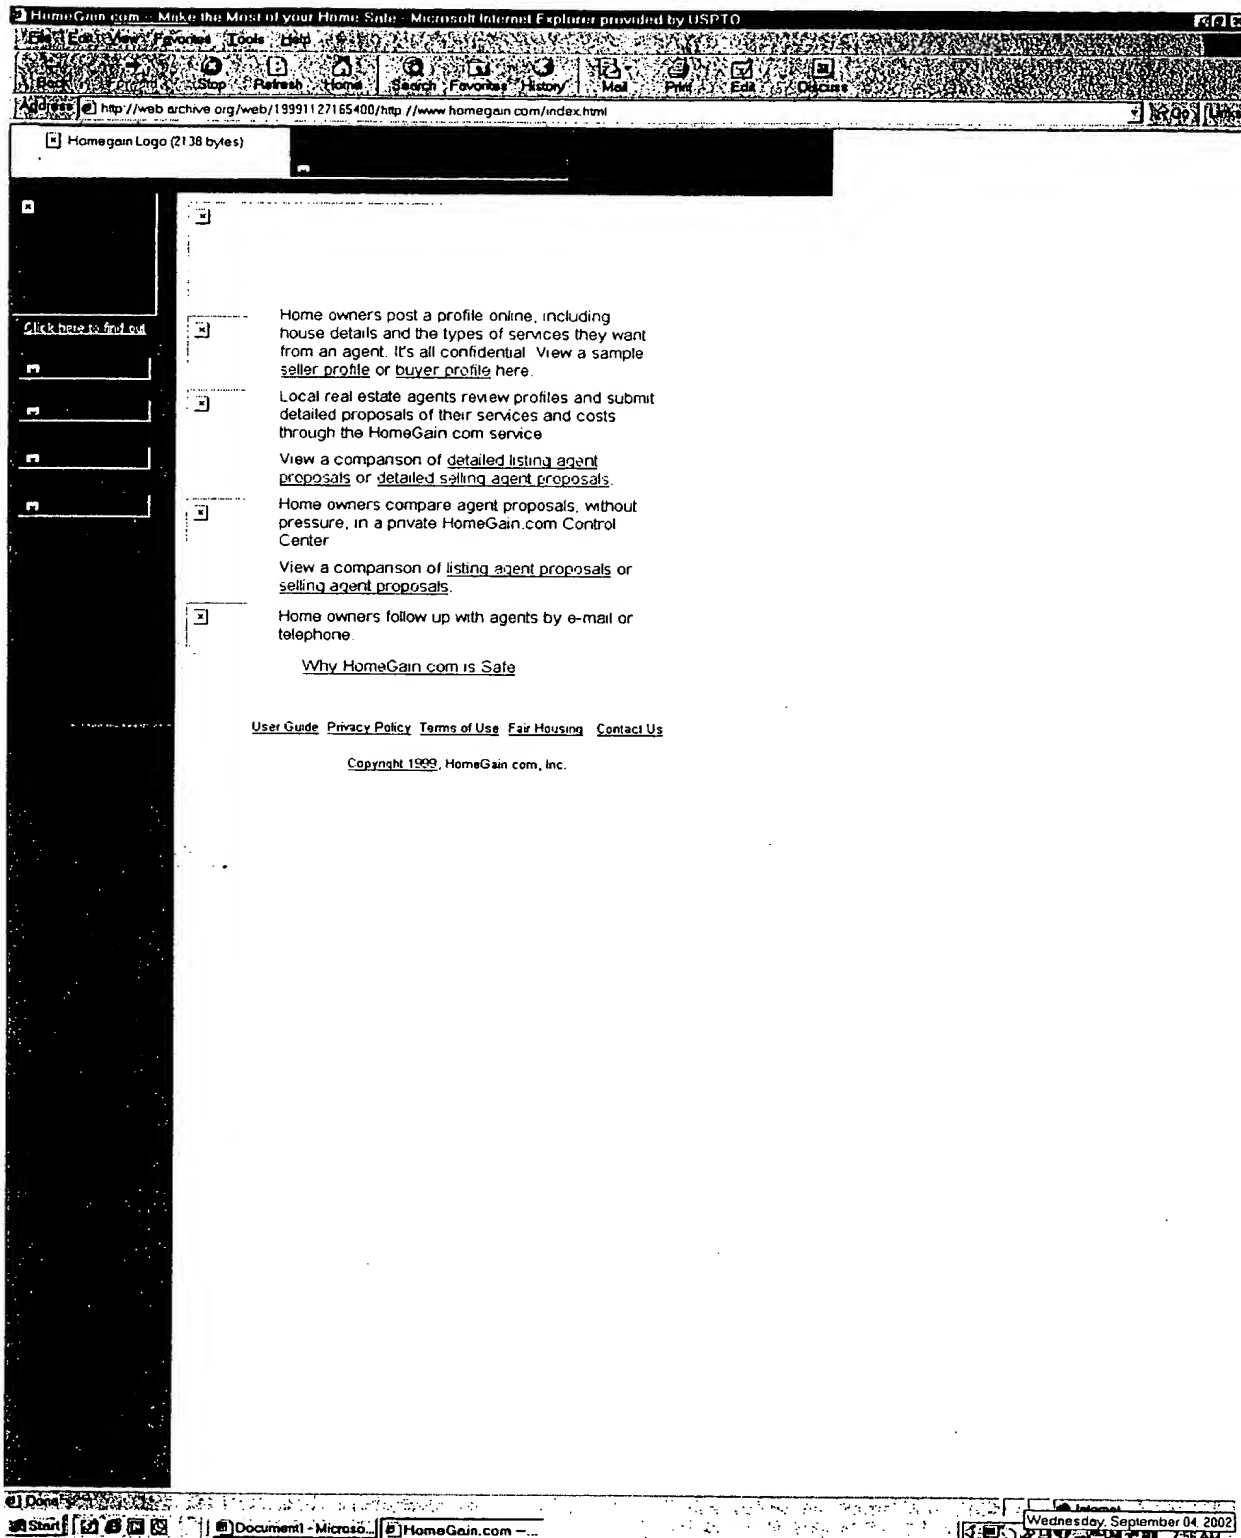 HomeGain.com -- Make the Most of your Home Sale - Microsoft Internet Explorer provided by USPTO
File Edit View Favorites Tools Help
Back Forward Stop Refresh Home Search Favorites History Mail Print Edit Discuss
Address http://web archive org/web/19991127165400/http //www homegain com/index.html Go Links
Homegain Logo (2138 bytes)
Click here to find out
Home owners post a profile online, including
house details and the types of services they want
from an agent. It's all confidential View a sample
seller profile or buyer profile here.
Local real estate agents review profiles and submit
detailed proposals of their services and costs
through the HomeGain com service
View a comparison of detailed listing agent
proposals or detailed selling agent proposals.
Home owners compare agent proposals, without
pressure, in a private HomeGain.com Control
Center
View a comparison of listing agent proposals or
selling agent proposals.
Home owners follow up with agents by e-mail or
telephone.
Why HomeGain com is Safe
User Guide Privacy Policy Terms of Use Fair Housing Contact Us
Copyright 1999, HomeGain com, Inc.
Done Internet
Start Document1 - Microso... HomeGain.com —...
Wednesday, September 04, 2002